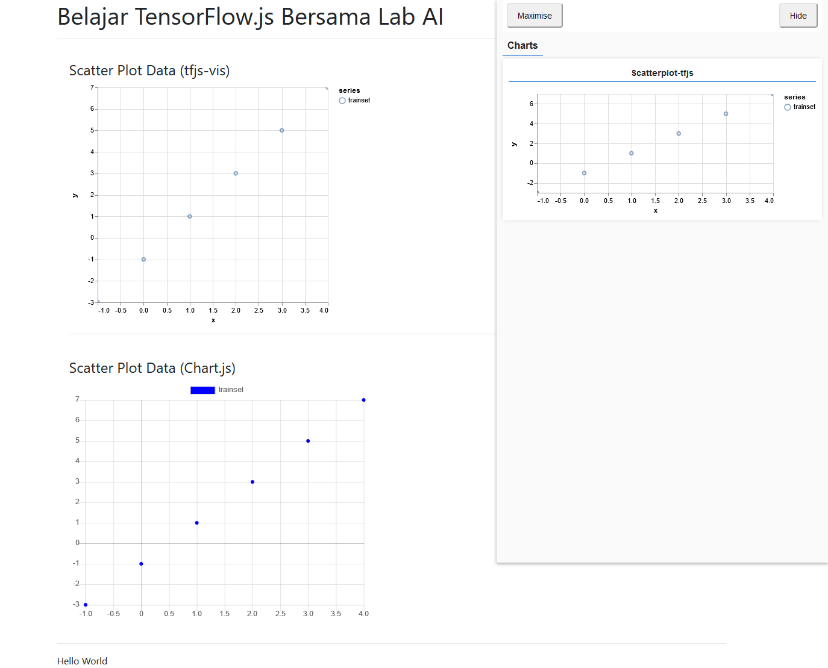 Belajar TensorFlow.js Bersama Lab AI
Maximise
Hide
Charts
Scatterplot-tfjs
series
trainset
y
6
4
2
0
-2
-1.0 -0.5 0.0 0.5 1.0 1.5 2.0 2.5 3.0 3.5 4.0
x
Scatter Plot Data (tfjs-vis)
series
trainset
y
7
6
5
4
3
2
1
0
-1
-2
-3
-1.0 -0.5 0.0 0.5 1.0 1.5 2.0 2.5 3.0 3.5 4.0
x
Scatter Plot Data (Chart.js)
trainset
7
6
5
4
3
2
1
0
-1
-2
-3
-1.0 -0.5 0 0.5 1.0 1.5 2.0 2.5 3.0 3.5 4.0
Hello World